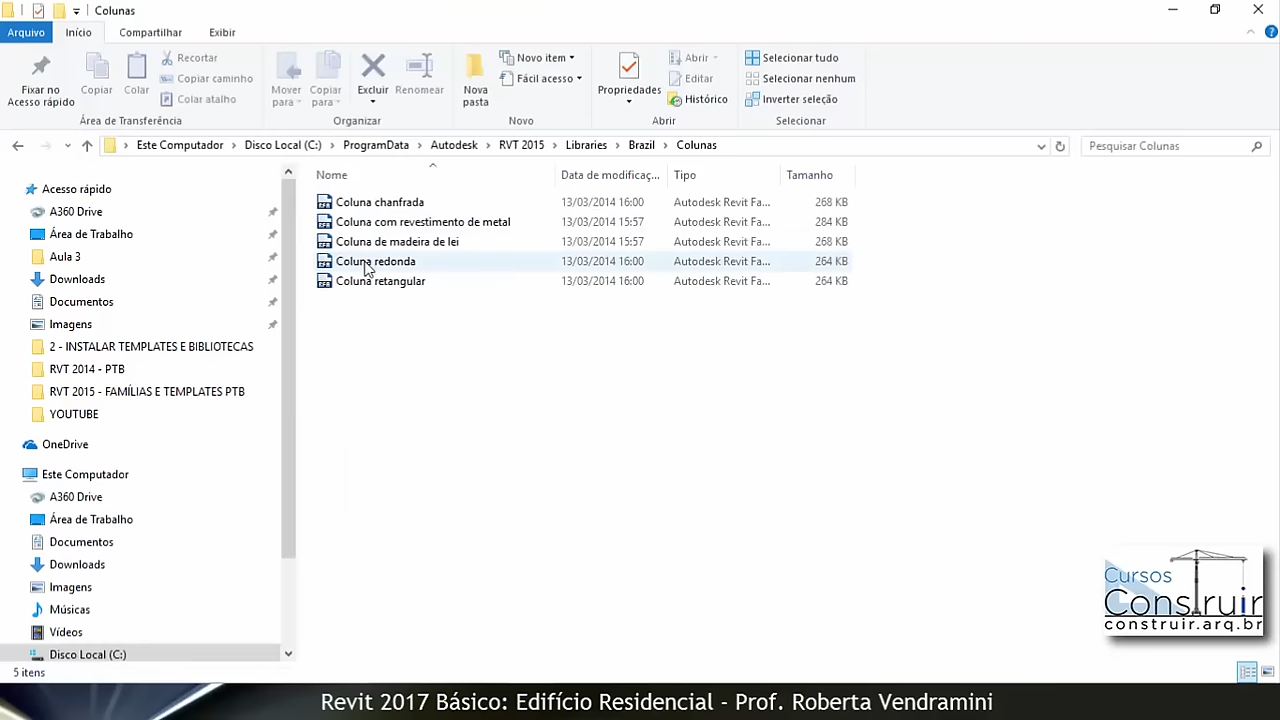 Colunas
Arquivo Início Compartilhar Exibir
Fixar no Acesso rápido
Copiar
Colar
Recortar
Copiar caminho
Colar atalho
Área de Transferência
Mover para
Copiar para
Excluir
Renomear
Organizar
Nova pasta
Novo item
Fácil acesso
Novo
Propriedades
Abrir
Editar
Histórico
Abrir
Selecionar tudo
Selecionar nenhum
Inverter seleção
Selecionar
Este Computador Disco Local (C:) ProgramData Autodesk RVT 2015 Libraries Brazil Colunas
Pesquisar Colunas
Acesso rápido
A360 Drive
Área de Trabalho
Aula 3
Downloads
Documentos
Imagens
2 - INSTALAR TEMPLATES E BIBLIOTECAS
RVT 2014 - PTB
RVT 2015 - FAMÍLIAS E TEMPLATES PTB
YOUTUBE
OneDrive
Este Computador
A360 Drive
Área de Trabalho
Documentos
Downloads
Imagens
Músicas
Vídeos
Disco Local (C:)
Nome Data de modificaç... Tipo Tamanho
Coluna chanfrada 13/03/2014 16:00 Autodesk Revit Fa... 268 KB
Coluna com revestimento de metal 13/03/2014 15:57 Autodesk Revit Fa... 284 KB
Coluna de madeira de lei 13/03/2014 15:57 Autodesk Revit Fa... 268 KB
Coluna redonda 13/03/2014 16:00 Autodesk Revit Fa... 264 KB
Coluna retangular 13/03/2014 16:00 Autodesk Revit Fa... 264 KB
5 itens
Cursos
Construir
construir.arq.br
Revit 2017 Básico: Edifício Residencial - Prof. Roberta Vendramini